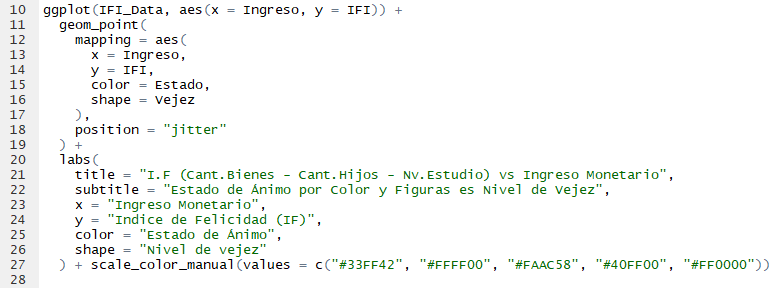 10 ggplot(IFI_Data, aes(x = Ingreso, y = IFI)) +
11   geom_point(
12     mapping = aes(
13       x = Ingreso,
14       y = IFI,
15       color = Estado,
16       shape = Vejez
17     ),
18     position = "jitter"
19   ) +
20   labs(
21     title = "I.F (Cant.Bienes - Cant.Hijos - Nv.Estudio) vs Ingreso Monetario",
22     subtitle = "Estado de Ánimo por Color y Figuras es Nivel de Vejez",
23     x = "Ingreso Monetario",
24     y = "Indice de Felicidad (IF)",
25     color = "Estado de Ánimo",
26     shape = "Nivel de vejez"
27   ) + scale_color_manual(values = c("#33FF42", "#FFFF00", "#FAAC58", "#40FF00", "#FF0000"))
28